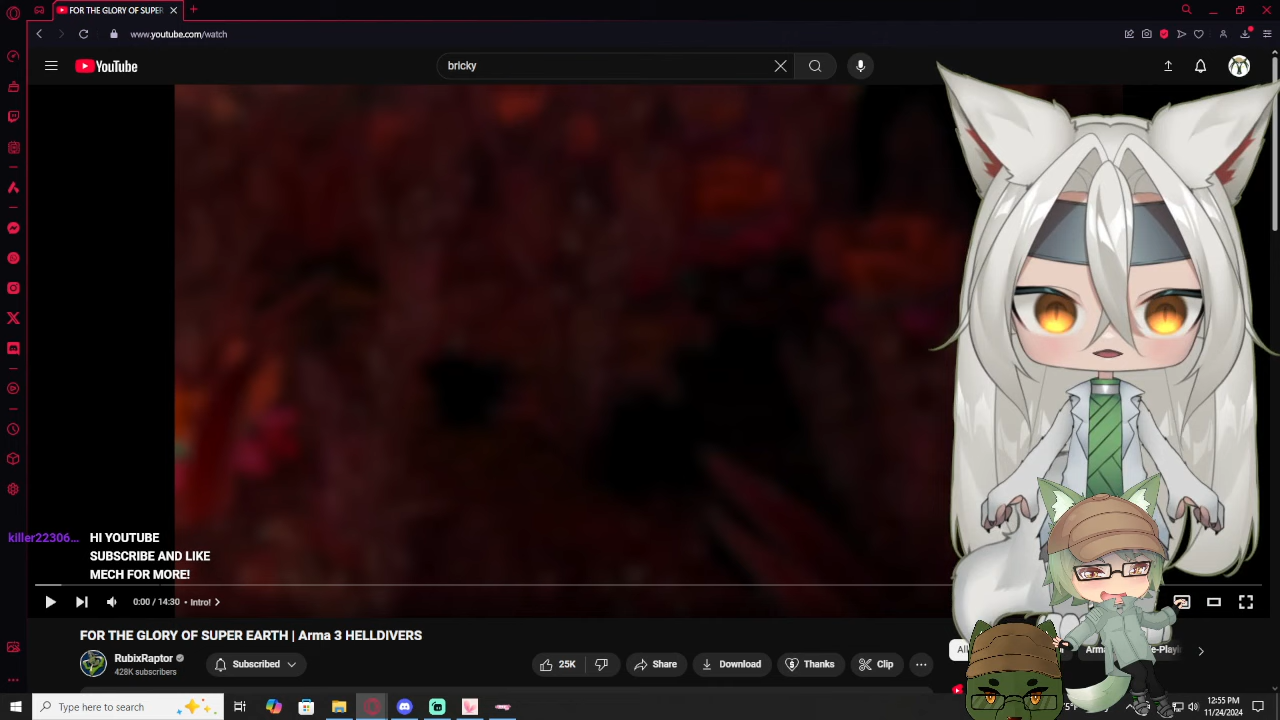 FOR THE GLORY OF SUPER
www.youtube.com/watch
YouTube
bricky
killer22306...
HI YOUTUBE
SUBSCRIBE AND LIKE
MECH FOR MORE!
0:00 / 14:30 • Intro!
FOR THE GLORY OF SUPER EARTH | Arma 3 HELLDIVERS
RubixRaptor
428K subscribers
Subscribed
25K
Share
Download
Thanks
Clip
Type here to search
12:55 PM
11/24/2024